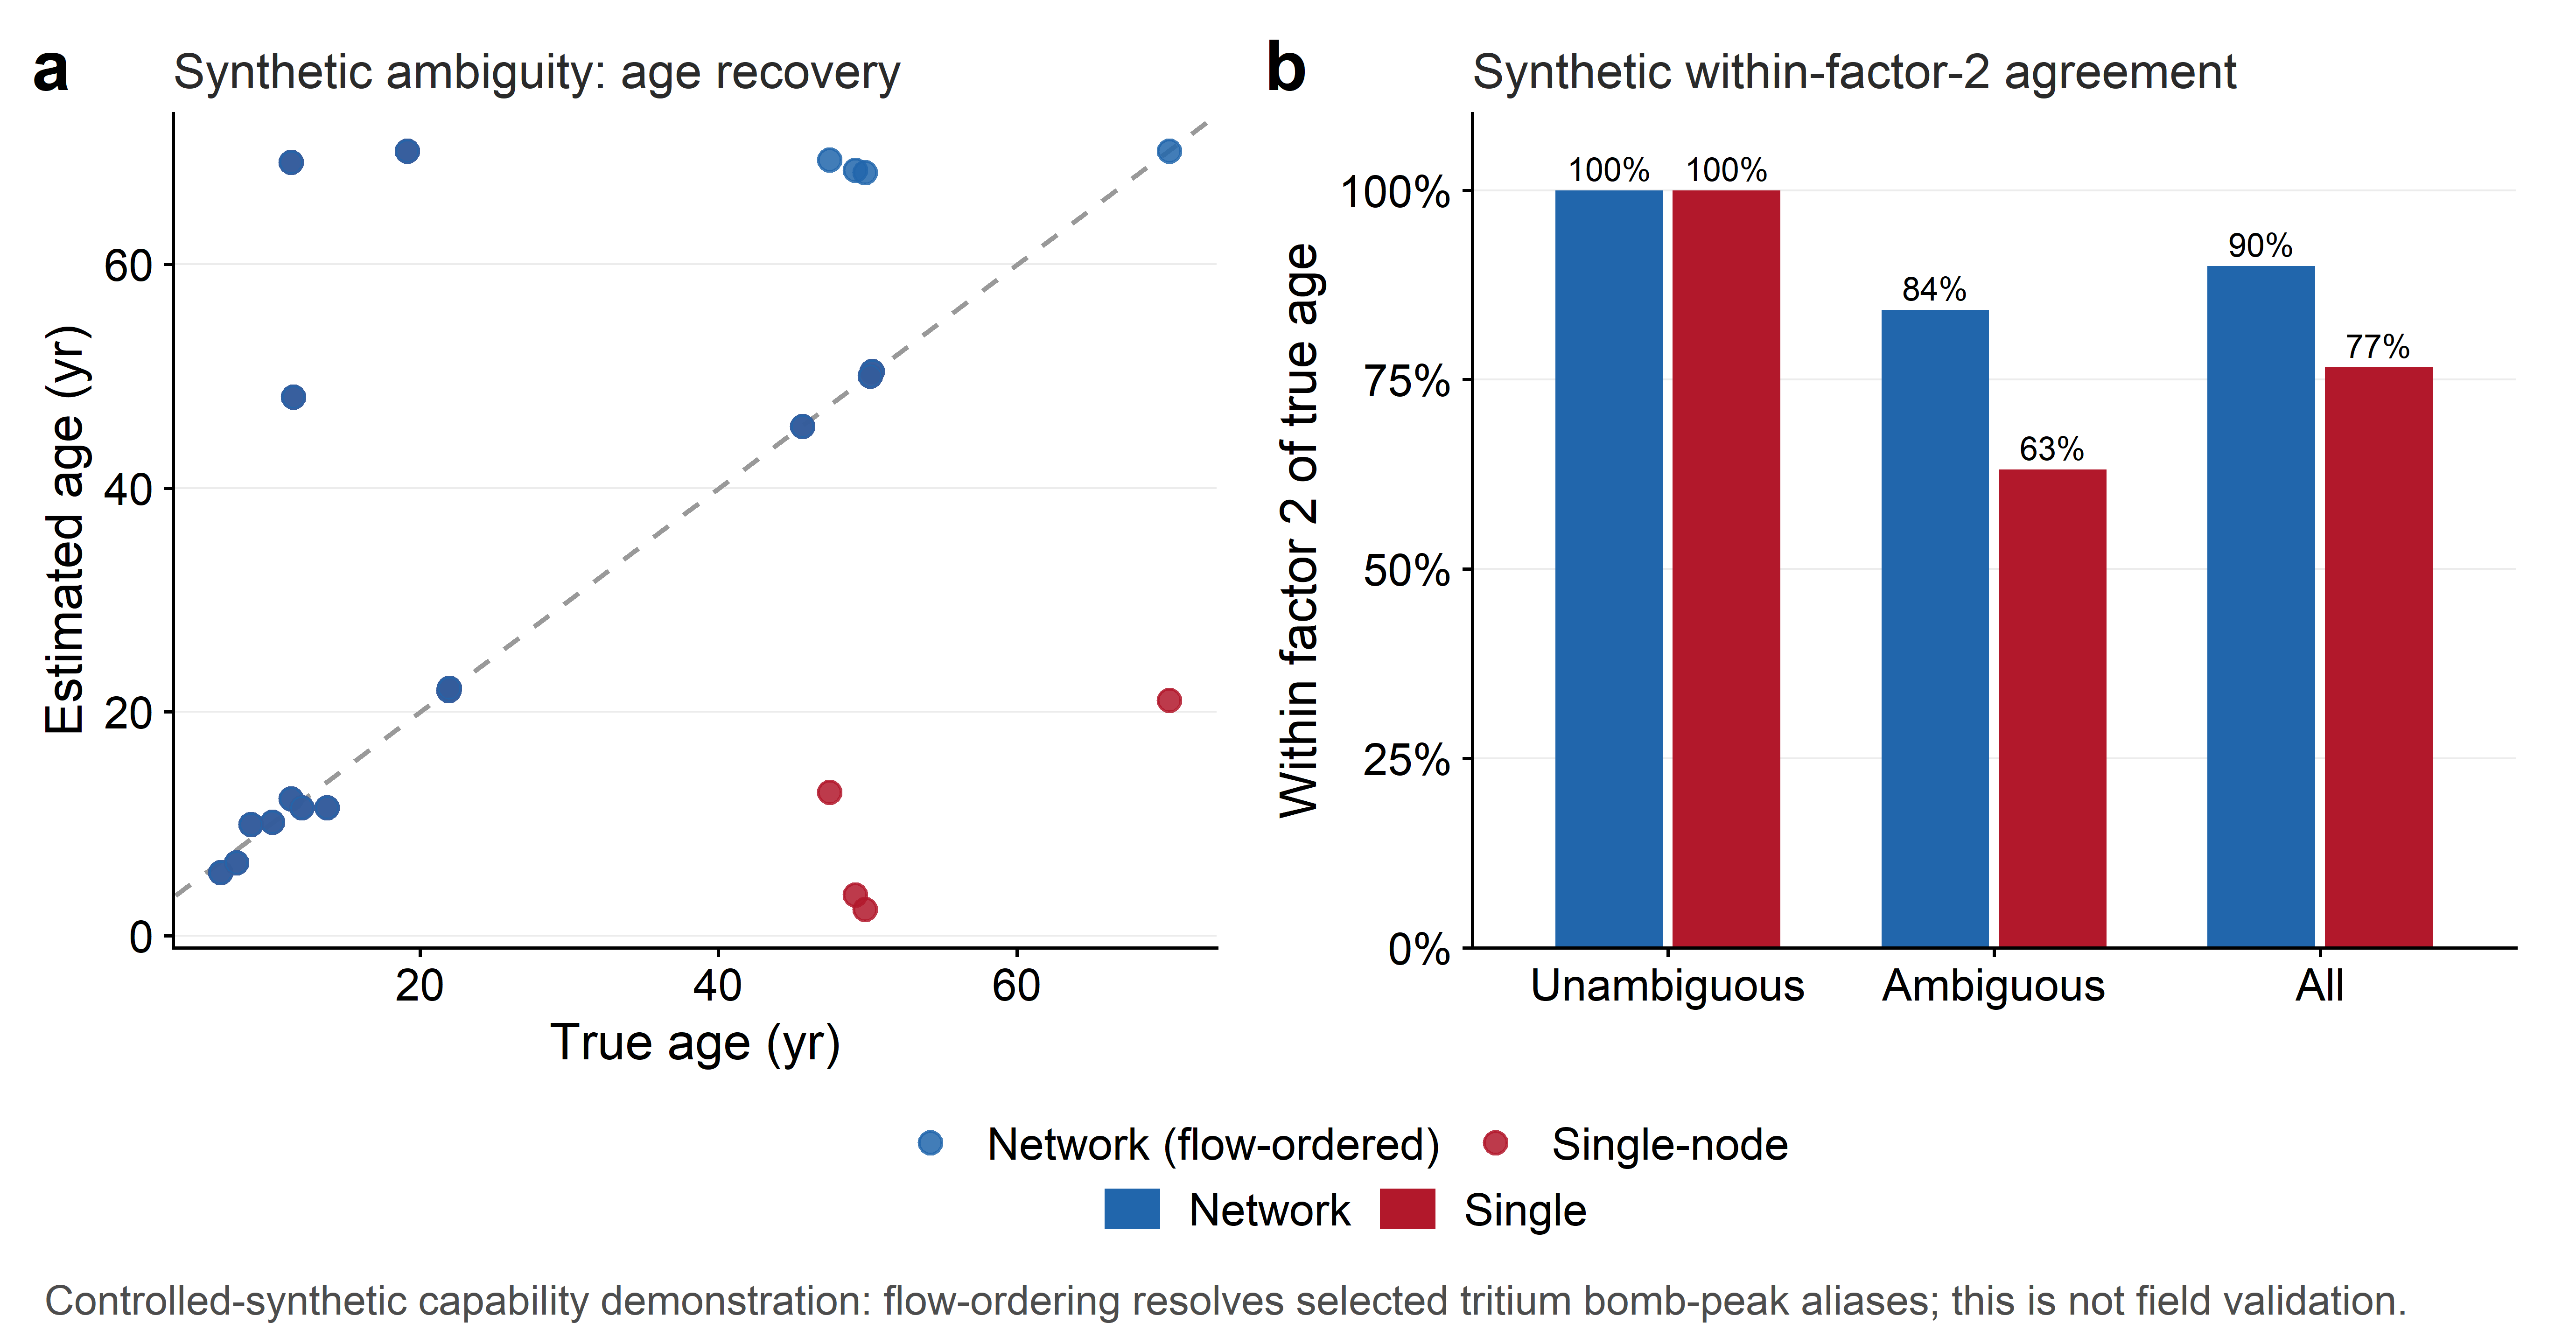 a
Synthetic ambiguity: age recovery
Estimated age (yr)
60
40
20
0
20 40 60
True age (yr)
b
Synthetic within-factor-2 agreement
Within factor 2 of true age
100%
75%
50%
25%
0%
100% 100%
84%
63%
90%
77%
Unambiguous Ambiguous All
Network (flow-ordered) Single-node
Network Single
Controlled-synthetic capability demonstration: flow-ordering resolves selected tritium bomb-peak aliases; this is not field validation.